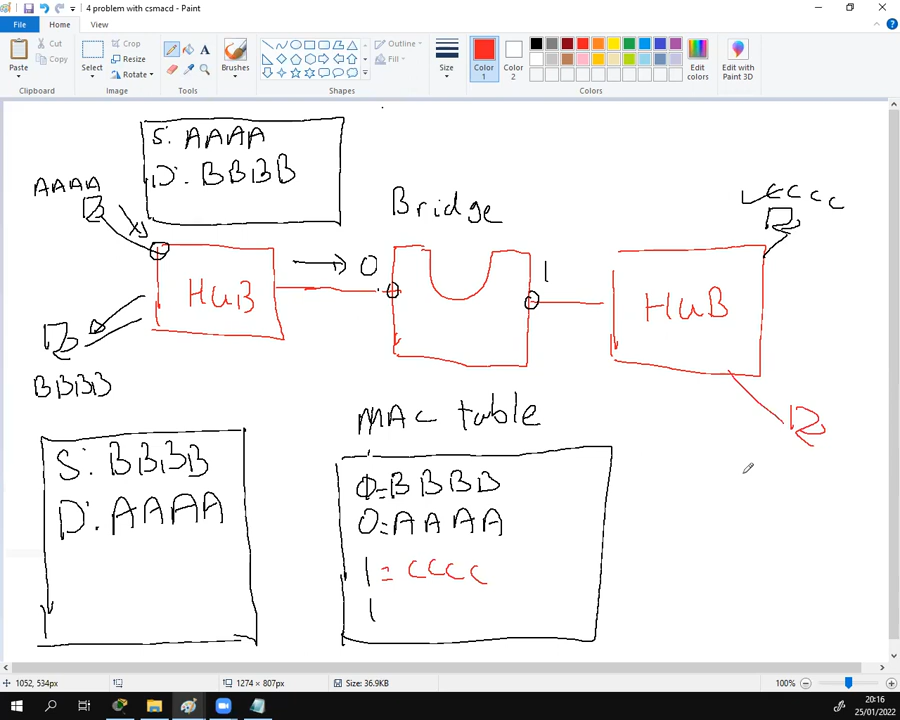 4 problem with csmacd - Paint
File Home View
Paste
Cut
Copy
Clipboard
Select
Crop
Resize
Rotate
Image
A
Tools
Brushes
Outline
Fill
Shapes
Size
Color 1
Color 2
Edit colors
Colors
Edit with Paint 3D
S: AAAA
D: BBBB
AAAA
Bridge
CCCC
HUB
0
1
HUB
BBBB
MAC table
S: BBBB
D: AAAA
0=BBBB
0=AAAA
1=CCCC
1
1052, 534px
1274 × 807px
Size: 36.9KB
100%
20:16
25/01/2022